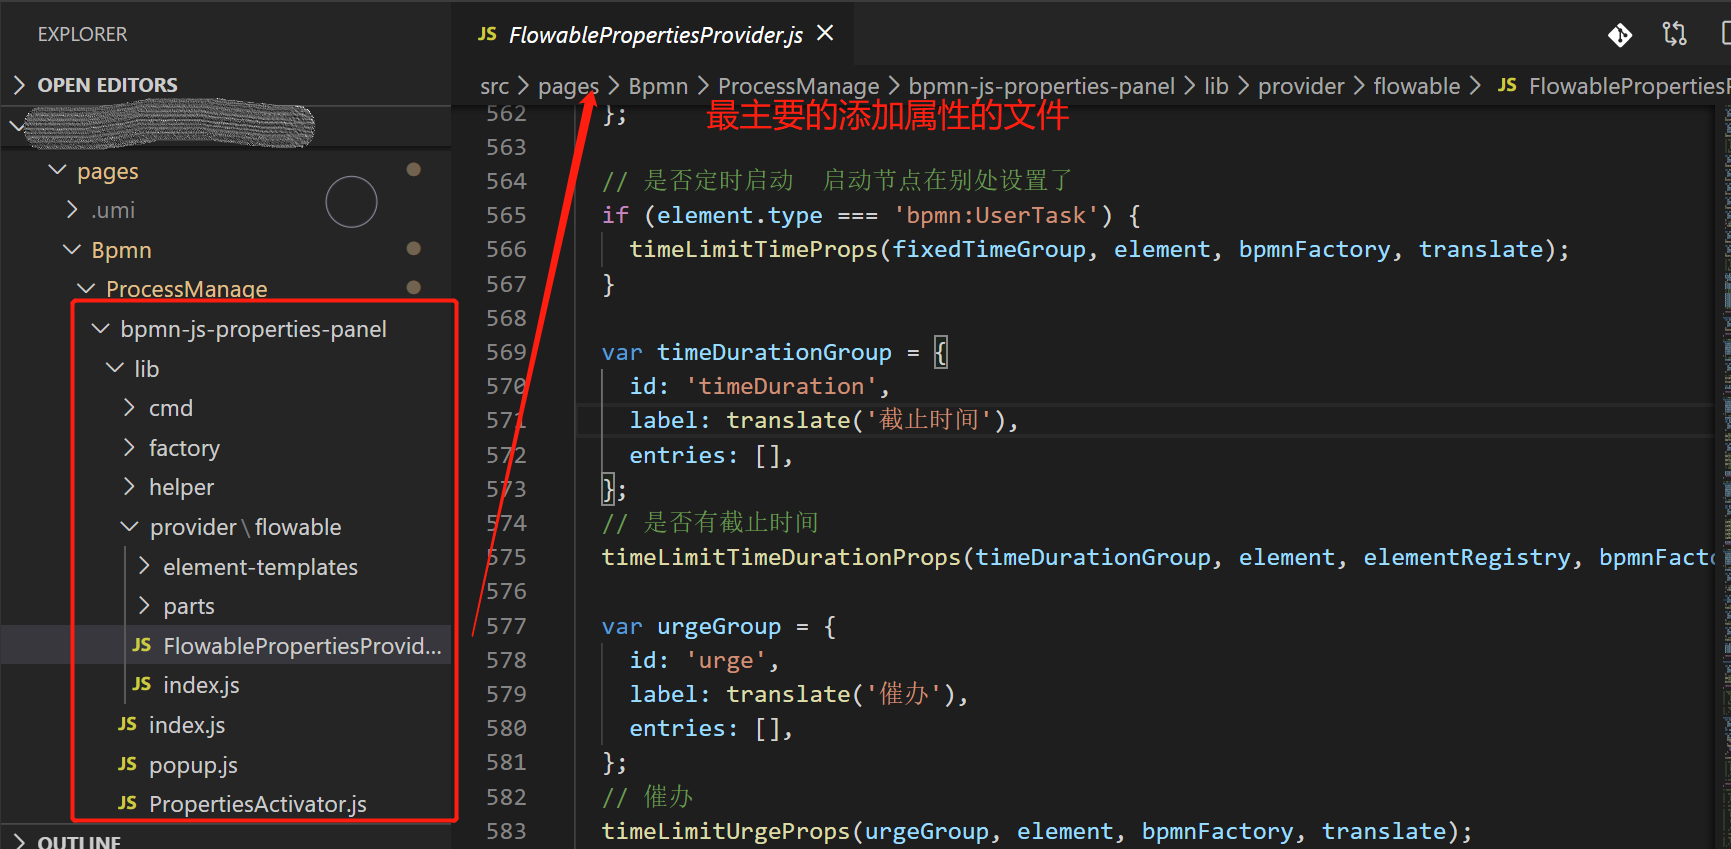 EXPLORER
OPEN EDITORS
pages
.umi
Bpmn
ProcessManage
bpmn-js-properties-panel
lib
cmd
factory
helper
provider\flowable
element-templates
parts
JS FlowablePropertiesProvid...
JS index.js
JS index.js
JS popup.js
JS PropertiesActivator.js
OUTLINE
JS FlowablePropertiesProvider.js
src > pages > Bpmn > ProcessManage > bpmn-js-properties-panel > lib > provider > flowable > JS FlowablePropertiesP
最主要的添加属性的文件
562 };
563
564 // 是否定时启动  启动节点在别处设置了
565 if (element.type === 'bpmn:UserTask') {
566 timeLimitTimeProps(fixedTimeGroup, element, bpmnFactory, translate);
567 }
568
569 var timeDurationGroup = {
570 id: 'timeDuration',
571 label: translate('截止时间'),
572 entries: [],
573 };
574 // 是否有截止时间
575 timeLimitTimeDurationProps(timeDurationGroup, element, elementRegistry, bpmnFacto
576
577 var urgeGroup = {
578 id: 'urge',
579 label: translate('催办'),
580 entries: [],
581 };
582 // 催办
583 timeLimitUrgeProps(urgeGroup, element, bpmnFactory, translate);